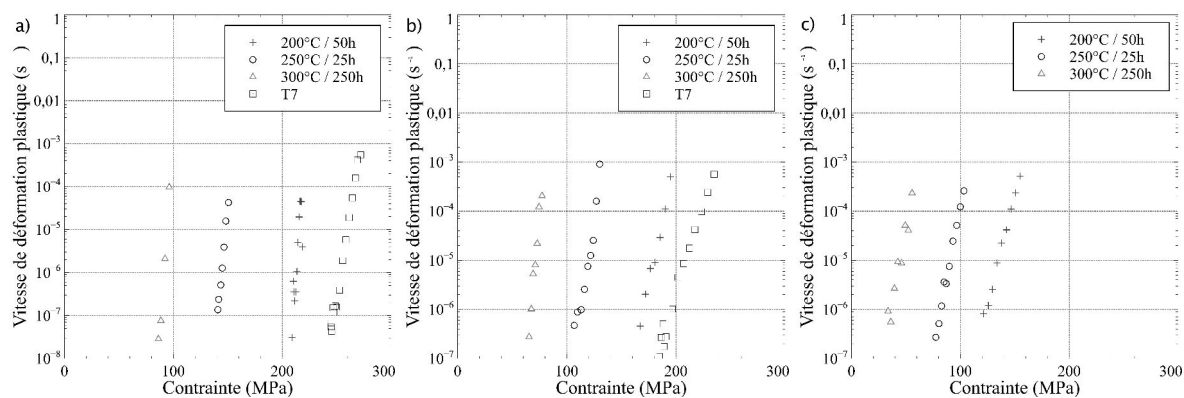 a)
Vitesse de déformation plastique (s⁻¹)
1
0,1
0,01
10⁻³
10⁻⁴
10⁻⁵
10⁻⁶
10⁻⁷
10⁻⁸
200°C / 50h
250°C / 25h
300°C / 250h
T7
0 100 200 300
Contrainte (MPa)
b)
Vitesse de déformation plastique (s⁻¹)
1
0,1
0,01
10⁻³
10⁻⁴
10⁻⁵
10⁻⁶
10⁻⁷
200°C / 50h
250°C / 25h
300°C / 250h
T7
0 100 200 300
Contrainte (MPa)
c)
Vitesse de déformation plastique (s⁻¹)
1
0,1
0,01
10⁻³
10⁻⁴
10⁻⁵
10⁻⁶
10⁻⁷
200°C / 50h
250°C / 25h
300°C / 250h
0 100 200 300
Contrainte (MPa)